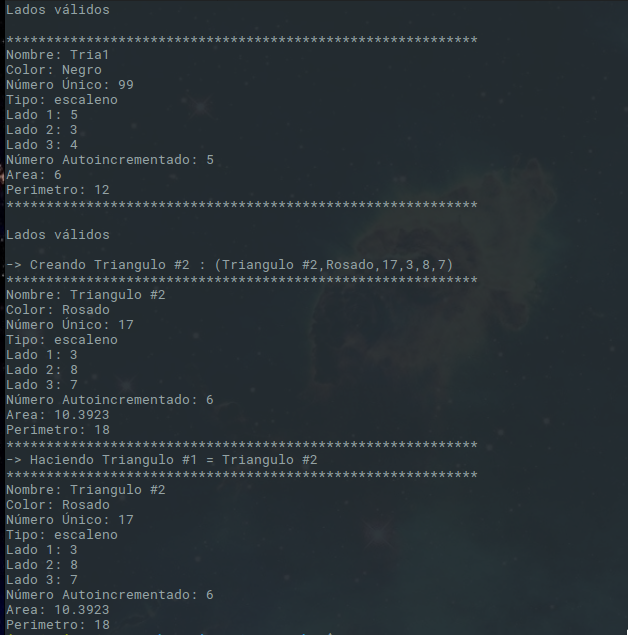 Lados válidos
***********************************************************
Nombre: Tria1
Color: Negro
Número Único: 99
Tipo: escaleno
Lado 1: 5
Lado 2: 3
Lado 3: 4
Número Autoincrementado: 5
Area: 6
Perimetro: 12
***********************************************************
Lados válidos
-> Creando Triangulo #2 : (Triangulo #2,Rosado,17,3,8,7)
***********************************************************
Nombre: Triangulo #2
Color: Rosado
Número Único: 17
Tipo: escaleno
Lado 1: 3
Lado 2: 8
Lado 3: 7
Número Autoincrementado: 6
Area: 10.3923
Perimetro: 18
***********************************************************
-> Haciendo Triangulo #1 = Triangulo #2
***********************************************************
Nombre: Triangulo #2
Color: Rosado
Número Único: 17
Tipo: escaleno
Lado 1: 3
Lado 2: 8
Lado 3: 7
Número Autoincrementado: 6
Area: 10.3923
Perimetro: 18